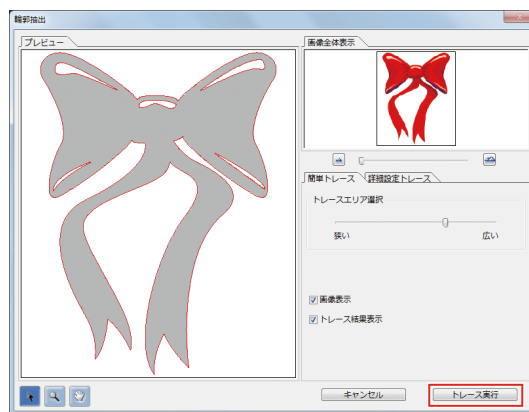 輪郭抽出
プレビュー
画像全体表示
簡単トレース
詳細設定トレース
トレースエリア選択
狭い
広い
画像表示
トレース結果表示
キャンセル
トレース実行